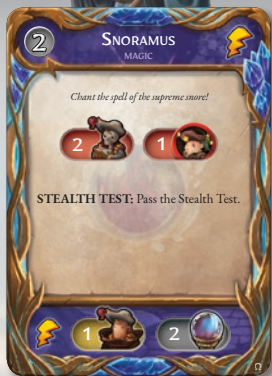 2
SNORAMUS
MAGIC
Chant the spell of the supreme snore!
2 1
STEALTH TEST: Pass the Stealth Test.
1 2
Ω